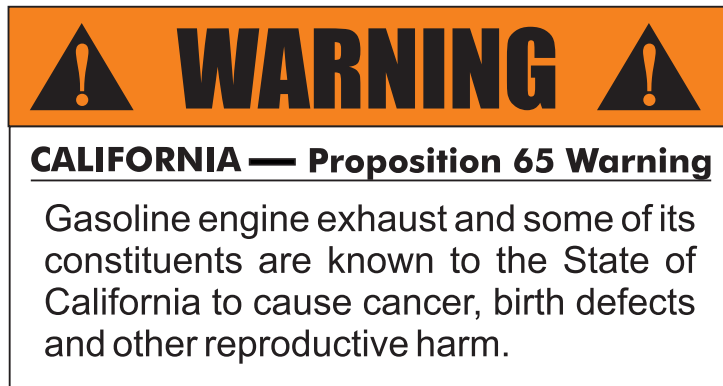 WARNING
CALIFORNIA — Proposition 65 Warning
Gasoline engine exhaust and some of its
constituents are known to the State of
California to cause cancer, birth defects
and other reproductive harm.